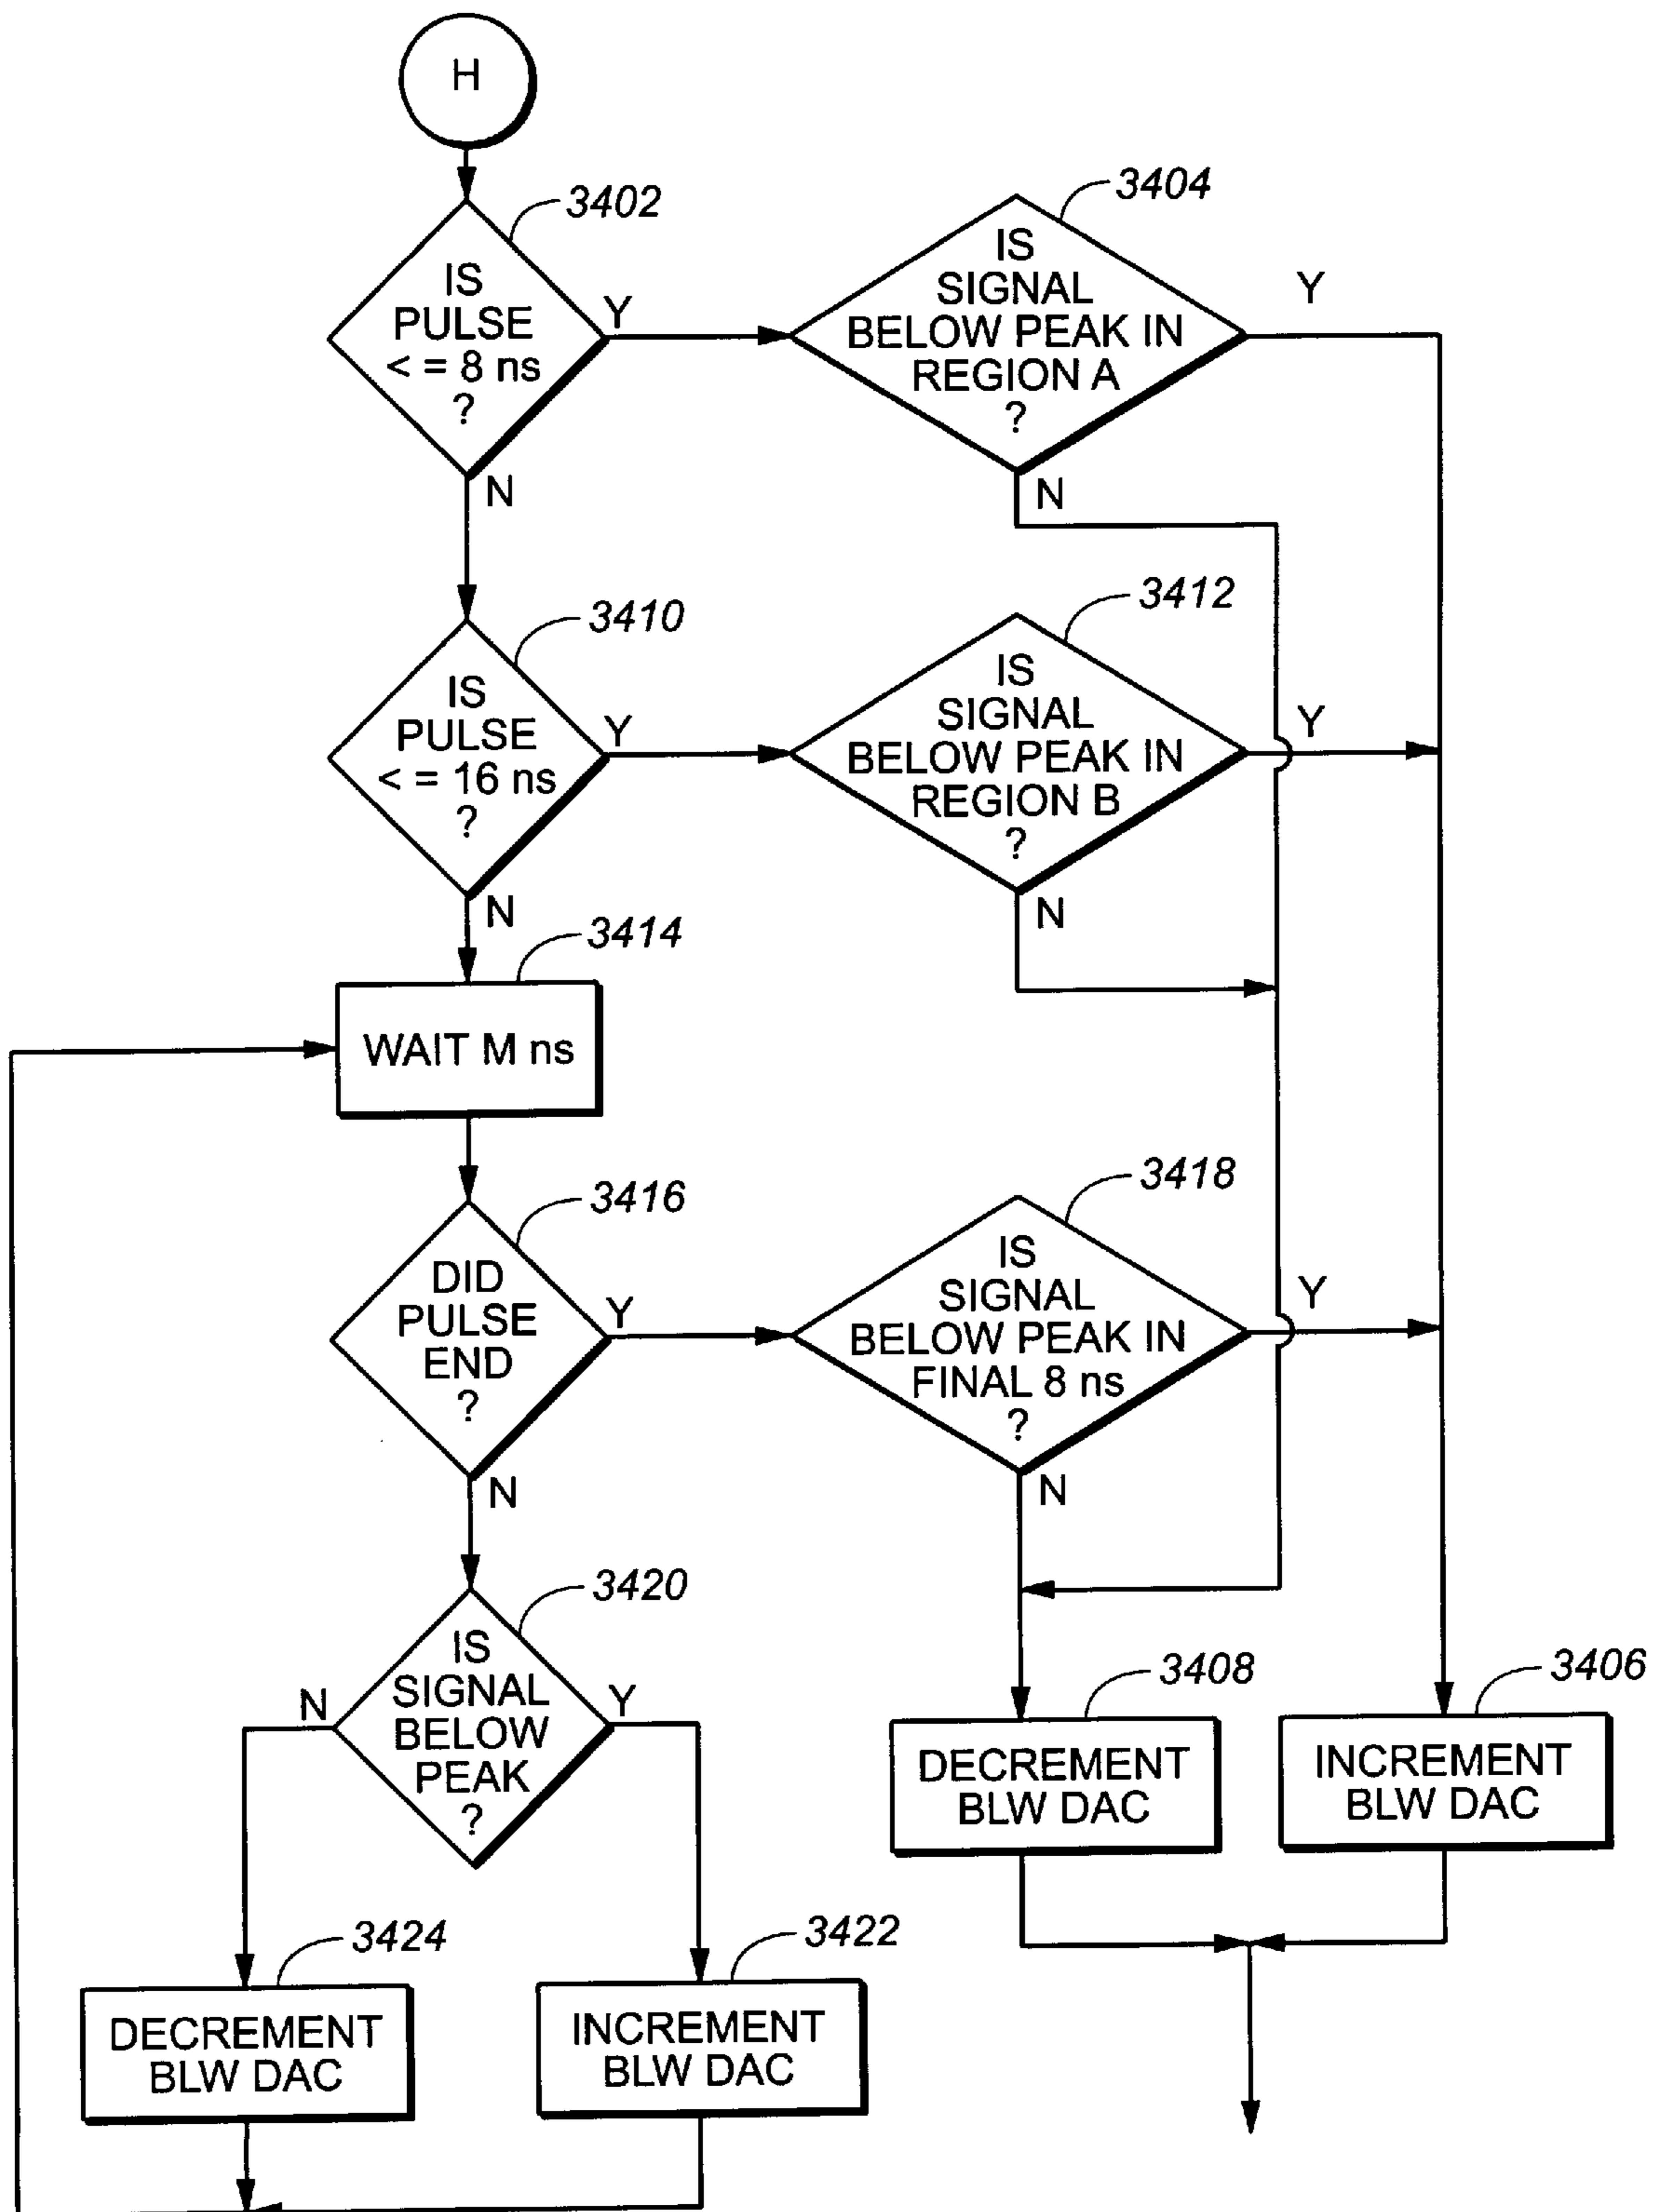 H
3402
IS
PULSE
< = 8 ns
?
Y
N
3404
IS
SIGNAL
BELOW PEAK IN
REGION A
?
Y
N
3410
IS
PULSE
< = 16 ns
?
Y
N
3412
IS
SIGNAL
BELOW PEAK IN
REGION B
?
Y
N
3414
WAIT M ns
3416
DID
PULSE
END
?
Y
N
3418
IS
SIGNAL
BELOW PEAK IN
FINAL 8 ns
?
Y
N
3420
IS
SIGNAL
BELOW
PEAK
?
N
Y
3408
DECREMENT
BLW DAC
3406
INCREMENT
BLW DAC
3424
DECREMENT
BLW DAC
3422
INCREMENT
BLW DAC